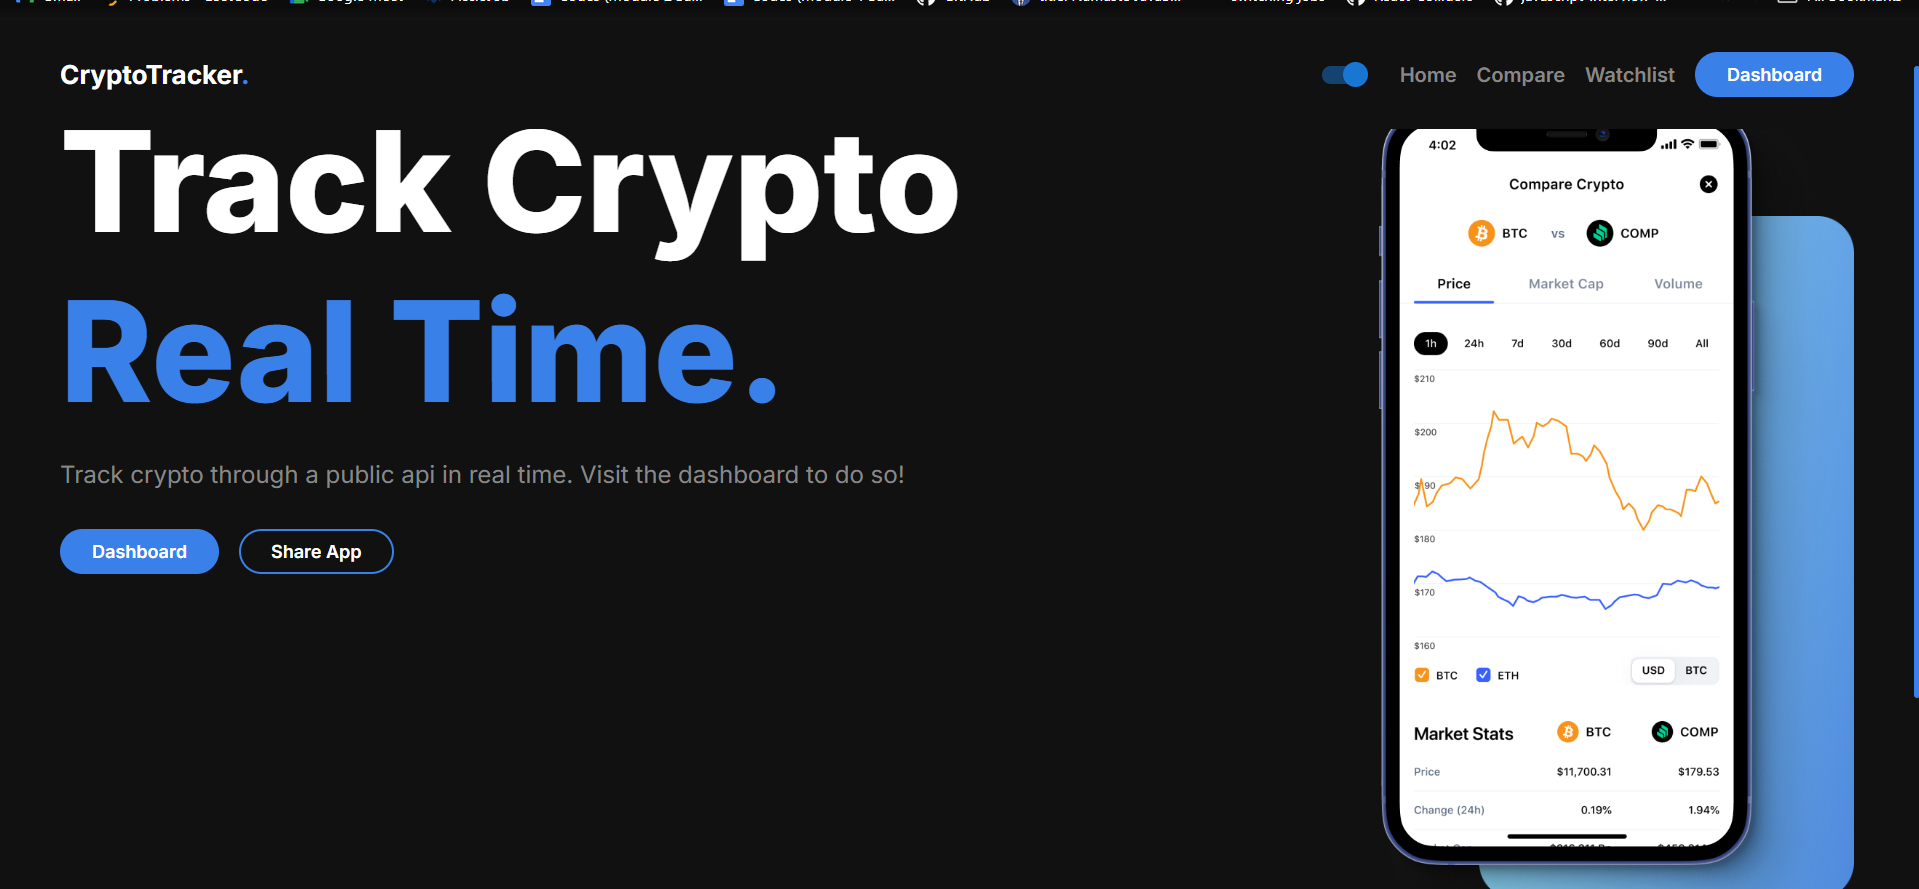 CryptoTracker.
Home Compare Watchlist Dashboard
Track Crypto
Real Time.
Track crypto through a public api in real time. Visit the dashboard to do so!
Dashboard Share App
4:02
Compare Crypto
BTC vs COMP
Price Market Cap Volume
1h 24h 7d 30d 60d 90d All
$210
$200
$190
$180
$170
$160
BTC ETH USD BTC
Market Stats BTC COMP
Price $11,700.31 $179.53
Change (24h) 0.19% 1.94%